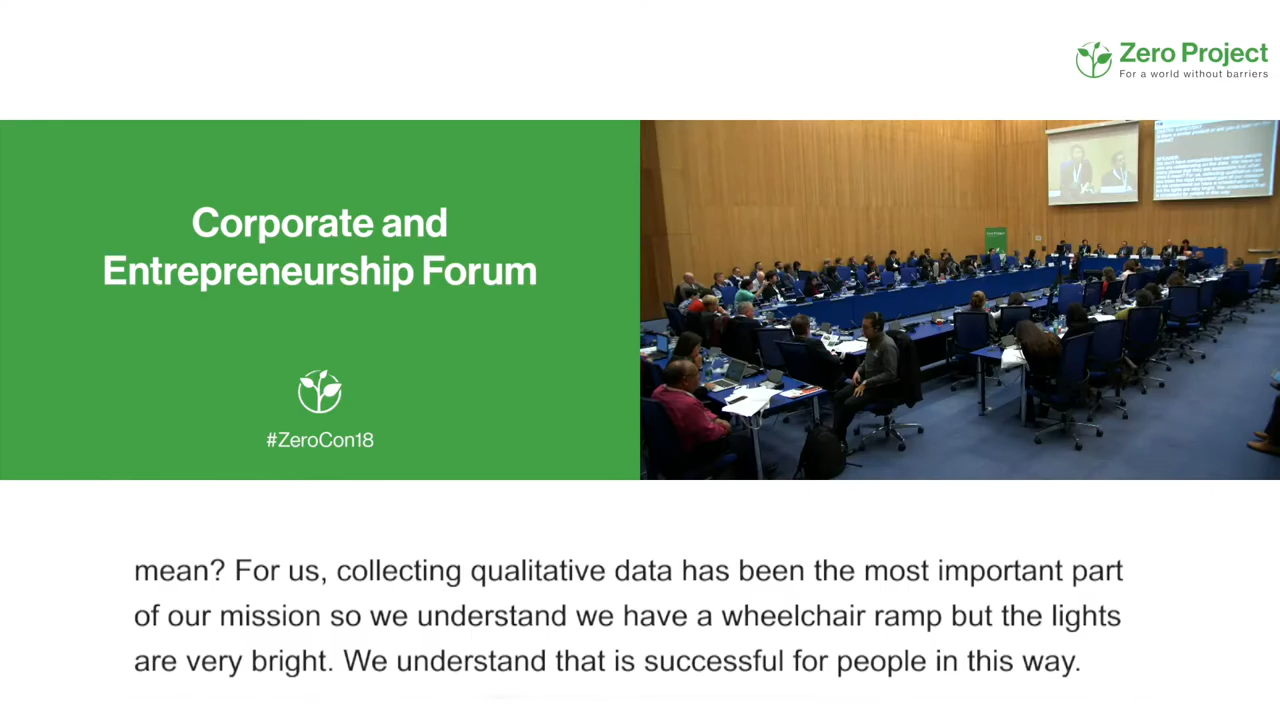 Zero Project
For a world without barriers
Corporate and
Entrepreneurship Forum
#ZeroCon18
Zero Project
mean? For us, collecting qualitative data has been the most important part
of our mission so we understand we have a wheelchair ramp but the lights
are very bright. We understand that is successful for people in this way.